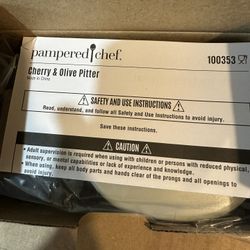 pampered chef.
100353
Cherry & Olive Pitter
Made in China
SAFETY AND USE INSTRUCTIONS
Read, understand, and follow all Safety and Use Instructions to avoid injury.
Save these instructions.
CAUTION
• Adult supervision is required when using with children or persons with reduced physical,
sensory, or mental capabilities or lack of experience and knowledge.
• When using, keep all body parts and hands clear of the prongs and all openings to
avoid injury.